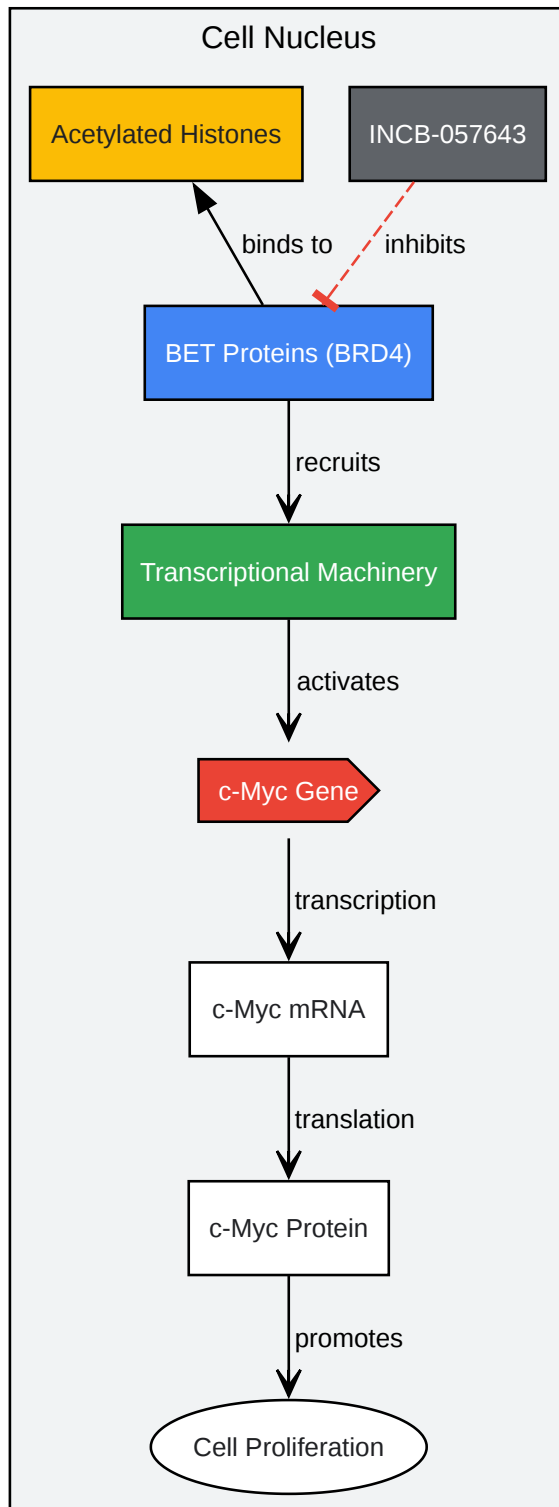 Cell Nucleus
Acetylated Histones
INCB-057643
binds to
inhibits
BET Proteins (BRD4)
recruits
Transcriptional Machinery
activates
c-Myc Gene
transcription
c-Myc mRNA
translation
c-Myc Protein
promotes
Cell Proliferation